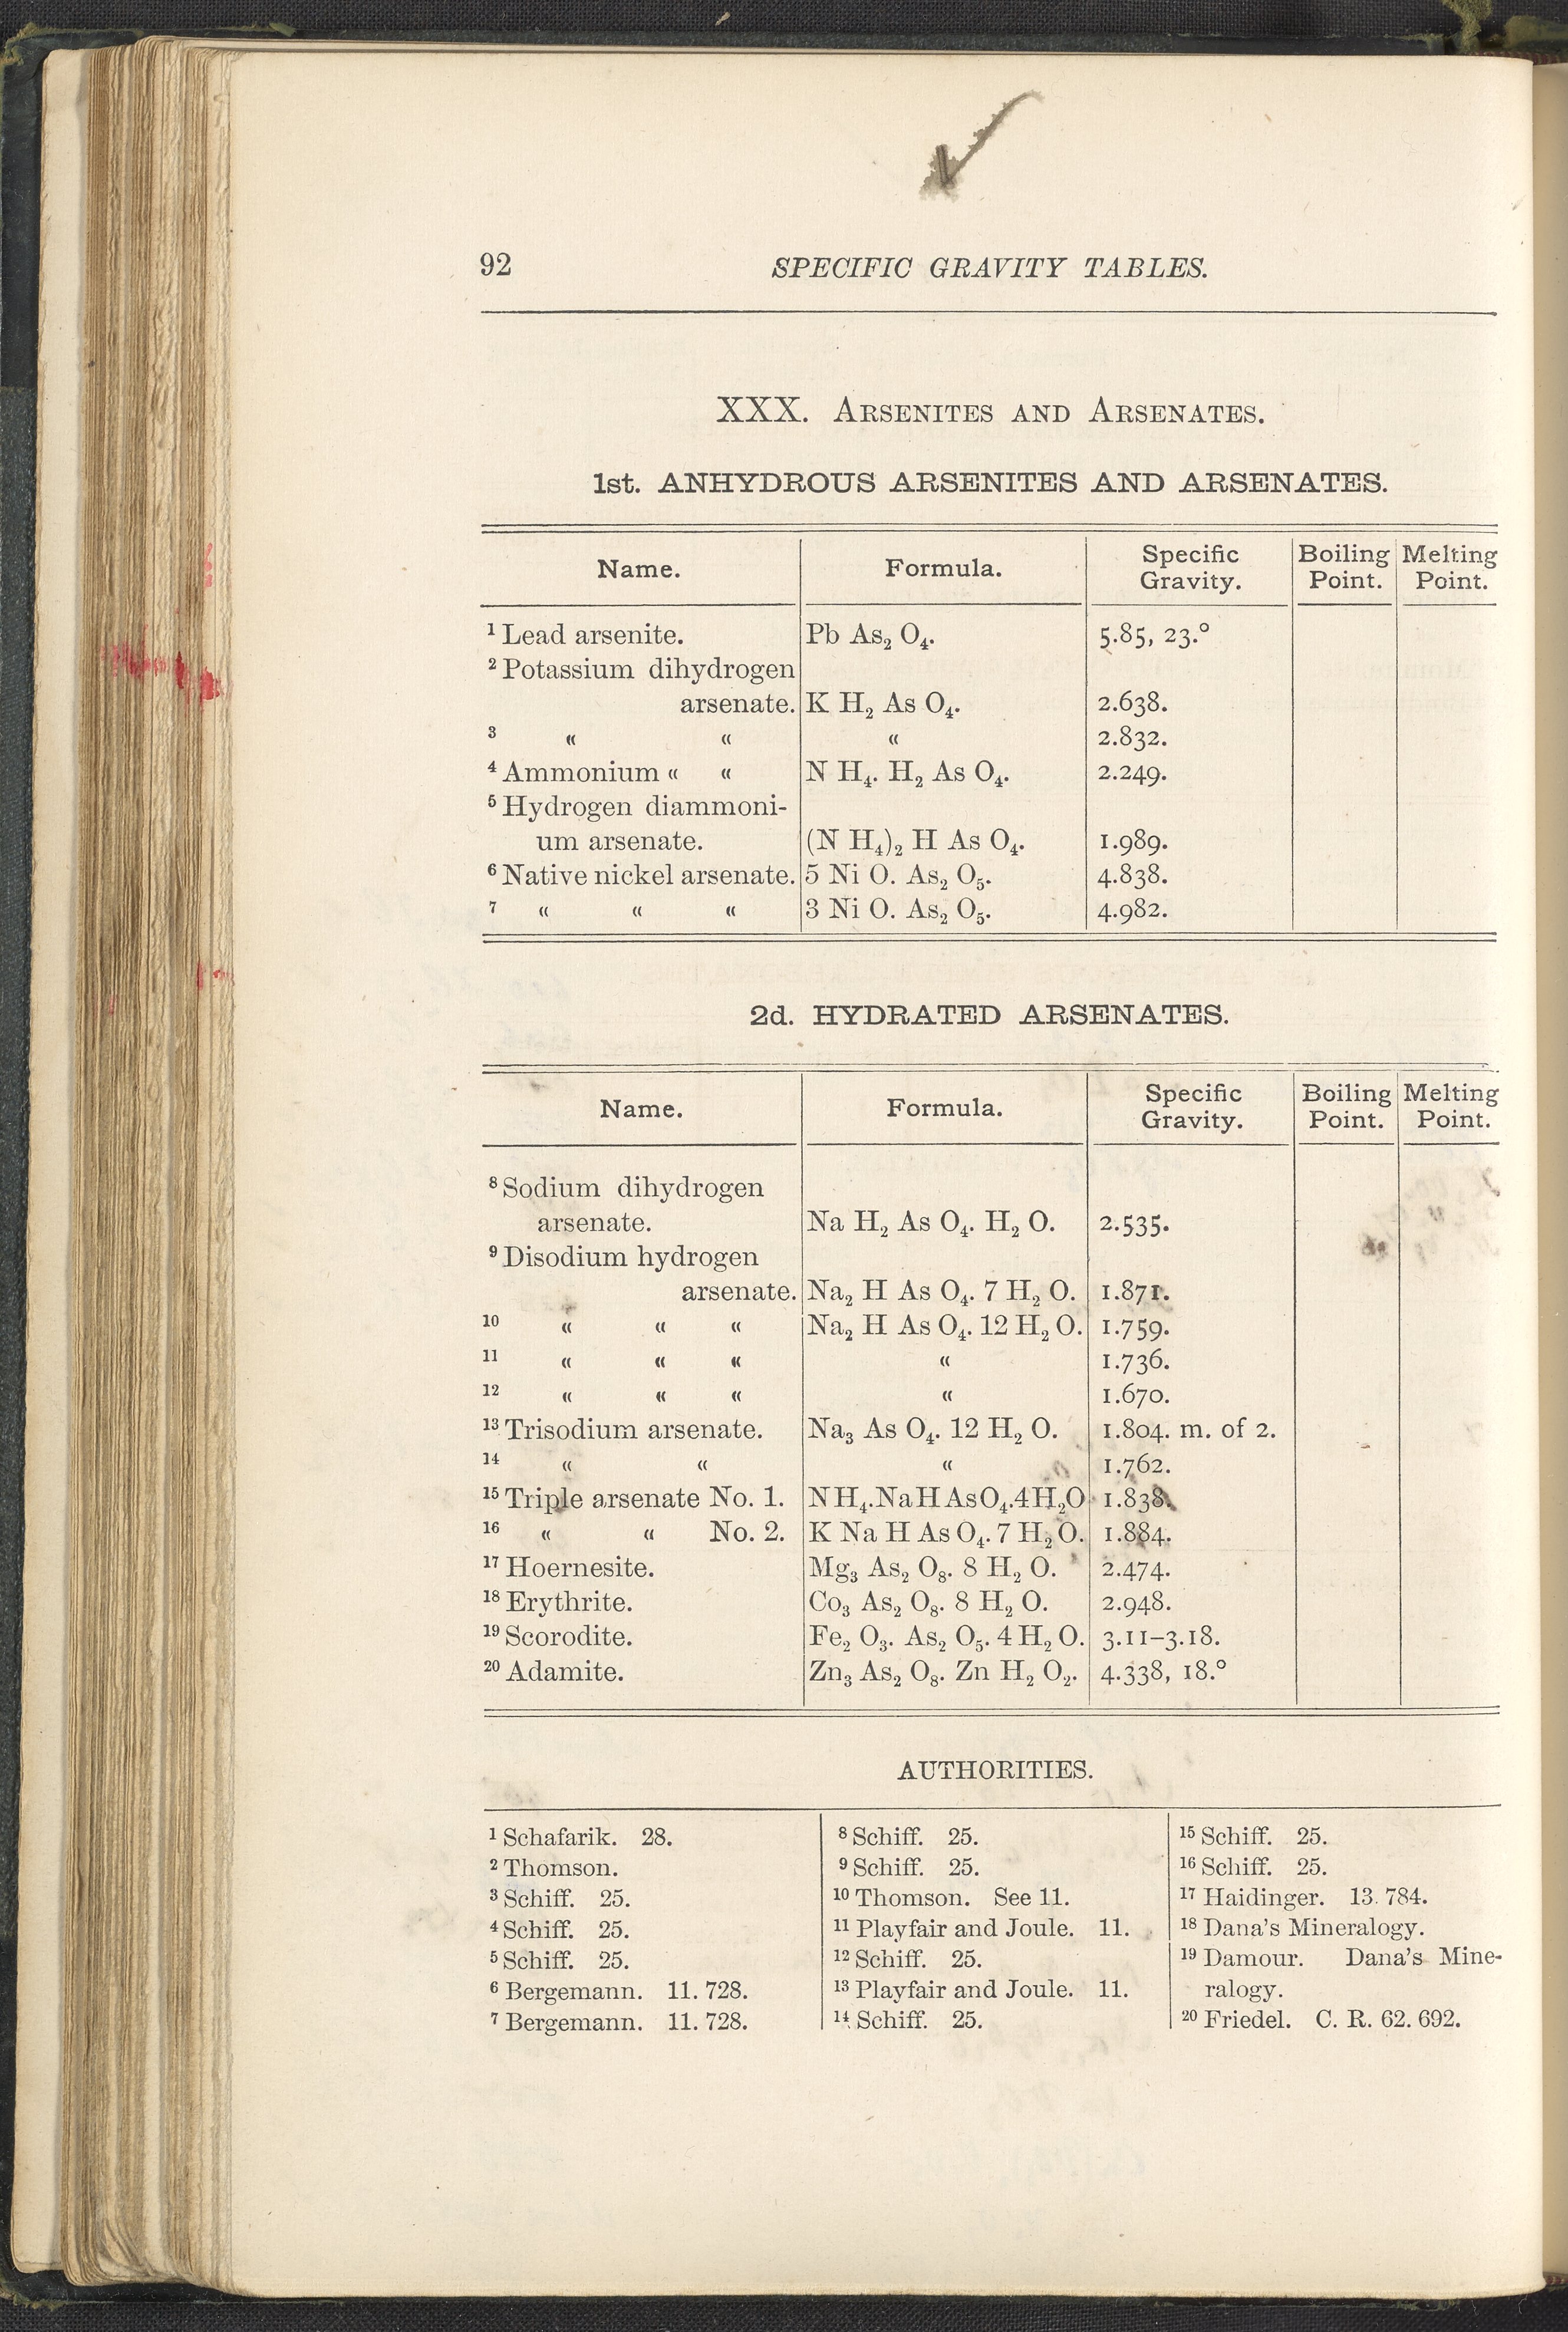 92 SPECIFIC GRAVITY TABLES.
XXX. ARSENITES AND ARSENATES.
1st. ANHYDROUS ARSENITES AND ARSENATES.
Name. Formula. Specific Gravity. Boiling Point. Melting Point.
¹ Lead arsenite. Pb As₂ O₄. 5.85, 23.°
² Potassium dihydrogen
arsenate. K H₂ As O₄. 2.638.
³ “ “ “ 2.832.
⁴ Ammonium “ “ N H₄. H₂ As O₄. 2.249.
⁵ Hydrogen diammoni-
um arsenate. (N H₄)₂ H As O₄. 1.989.
⁶ Native nickel arsenate. 5 Ni O. As₂ O₅. 4.838.
⁷ “ “ “ 3 Ni O. As₂ O₅. 4.982.
2d. HYDRATED ARSENATES.
Name. Formula. Specific Gravity. Boiling Point. Melting Point.
⁸ Sodium dihydrogen
arsenate. Na H₂ As O₄. H₂ O. 2.535.
⁹ Disodium hydrogen
arsenate. Na₂ H As O₄. 7 H₂ O. 1.871.
¹⁰ “ “ “ Na₂ H As O₄. 12 H₂ O. 1.759.
¹¹ “ “ “ “ 1.736.
¹² “ “ “ “ 1.670.
¹³ Trisodium arsenate. Na₃ As O₄. 12 H₂ O. 1.804. m. of 2.
¹⁴ “ “ “ 1.762.
¹⁵ Triple arsenate No. 1. NH₄.NaHAsO₄.4H₂O 1.838.
¹⁶ “ “ No. 2. K Na H As O₄. 7 H₂ O. 1.884.
¹⁷ Hoernesite. Mg₃ As₂ O₈. 8 H₂ O. 2.474.
¹⁸ Erythrite. Co₃ As₂ O₈. 8 H₂ O. 2.948.
¹⁹ Scorodite. Fe₂ O₃. As₂ O₅. 4 H₂ O. 3.11–3.18.
²⁰ Adamite. Zn₃ As₂ O₈. Zn H₂ O₂. 4.338, 18.°
AUTHORITIES.
¹ Schafarik. 28.
² Thomson.
³ Schiff. 25.
⁴ Schiff. 25.
⁵ Schiff. 25.
⁶ Bergemann. 11. 728.
⁷ Bergemann. 11. 728.
⁸ Schiff. 25.
⁹ Schiff. 25.
¹⁰ Thomson. See 11.
¹¹ Playfair and Joule. 11.
¹² Schiff. 25.
¹³ Playfair and Joule. 11.
¹⁴ Schiff. 25.
¹⁵ Schiff. 25.
¹⁶ Schiff. 25.
¹⁷ Haidinger. 13. 784.
¹⁸ Dana's Mineralogy.
¹⁹ Damour. Dana's Mine-
ralogy.
²⁰ Friedel. C. R. 62. 692.